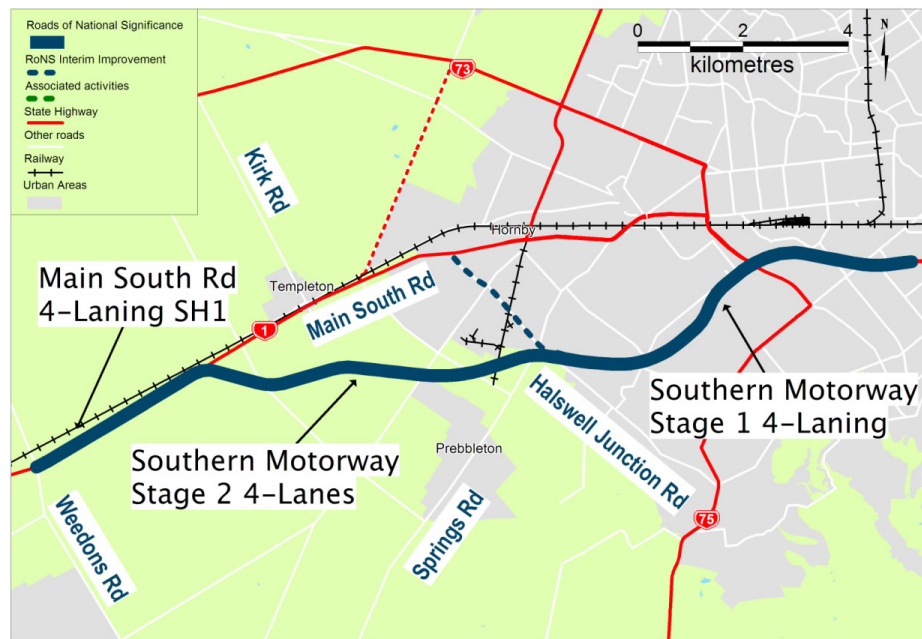 Roads of National Significance
RoNS Interim Improvement
Associated activities
State Highway
Other roads
Railway
Urban Areas
0 2 4
kilometres
N
73
Kirk Rd
Hornby
Main South Rd
4-Laning SH1
Templeton
Main South Rd
1
Southern Motorway
Stage 1 4-Laning
Halswell Junction Rd
Southern Motorway
Stage 2 4-Lanes
Prebbleton
Weedons Rd
Springs Rd
75